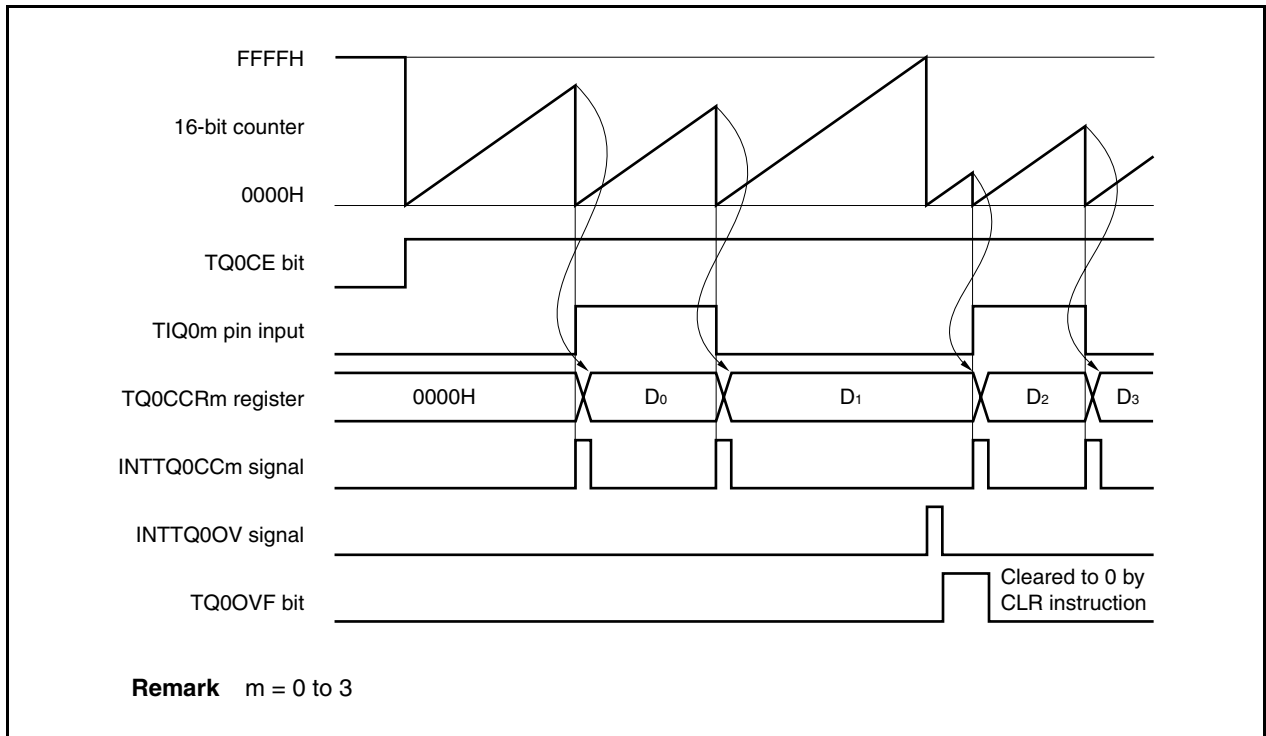 FFFFH
16-bit counter
0000H
TQ0CE bit
TIQ0m pin input
TQ0CCRm register
0000H
D0
D1
D2
D3
INTTQ0CCm signal
INTTQ0OV signal
TQ0OVF bit
Cleared to 0 by
CLR instruction
Remark m = 0 to 3